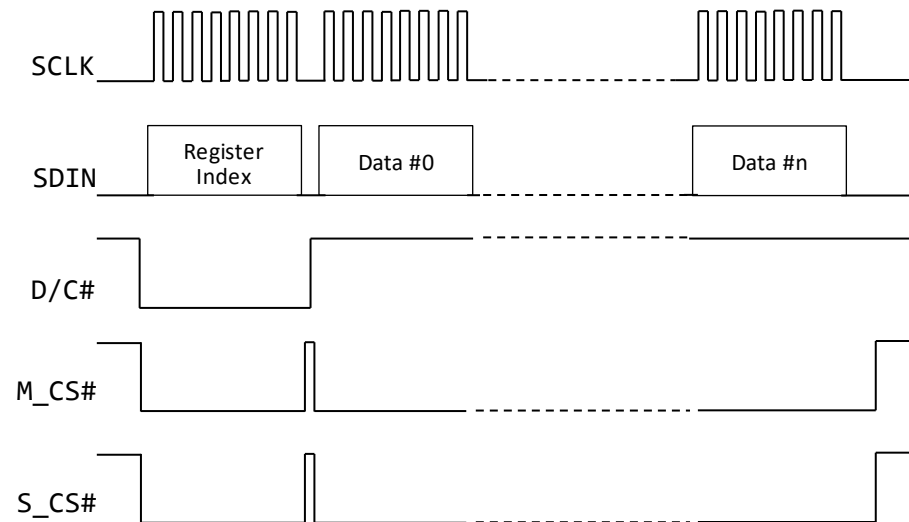 SCLK
SDIN
Register
Index
Data #0
Data #n
D/C#
M_CS#
S_CS#